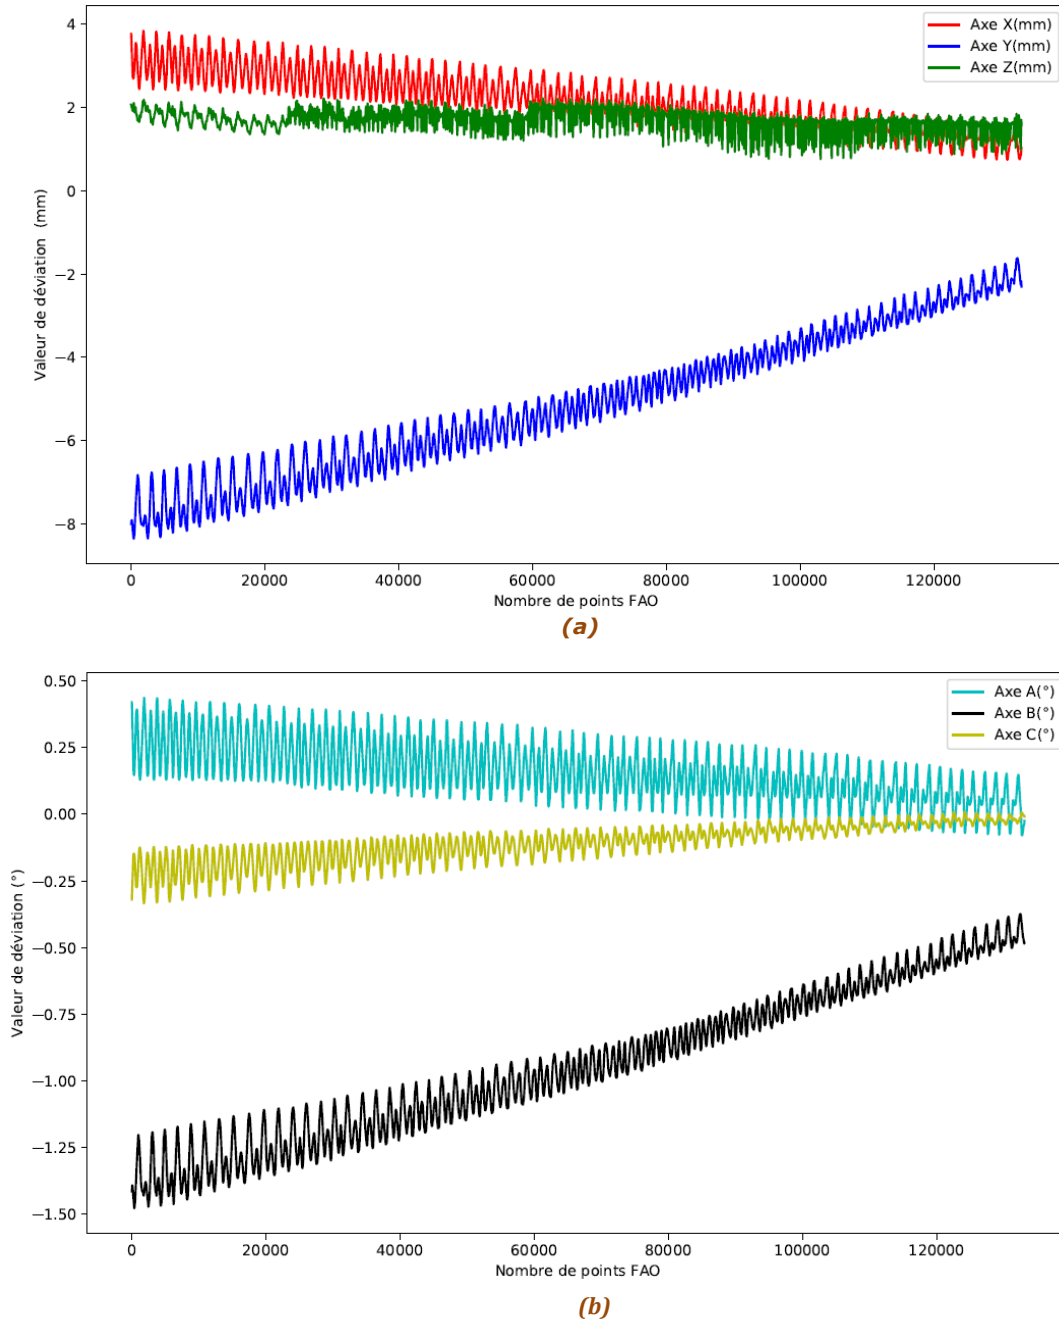 4
2
0
−2
−4
−6
−8
Valeur de déviation (mm)
Axe X(mm)
Axe Y(mm)
Axe Z(mm)
0 20000 40000 60000 80000 100000 120000
Nombre de points FAO
(a)
0.50
0.25
0.00
−0.25
−0.50
−0.75
−1.00
−1.25
−1.50
Valeur de déviation (°)
Axe A(°)
Axe B(°)
Axe C(°)
0 20000 40000 60000 80000 100000 120000
Nombre de points FAO
(b)